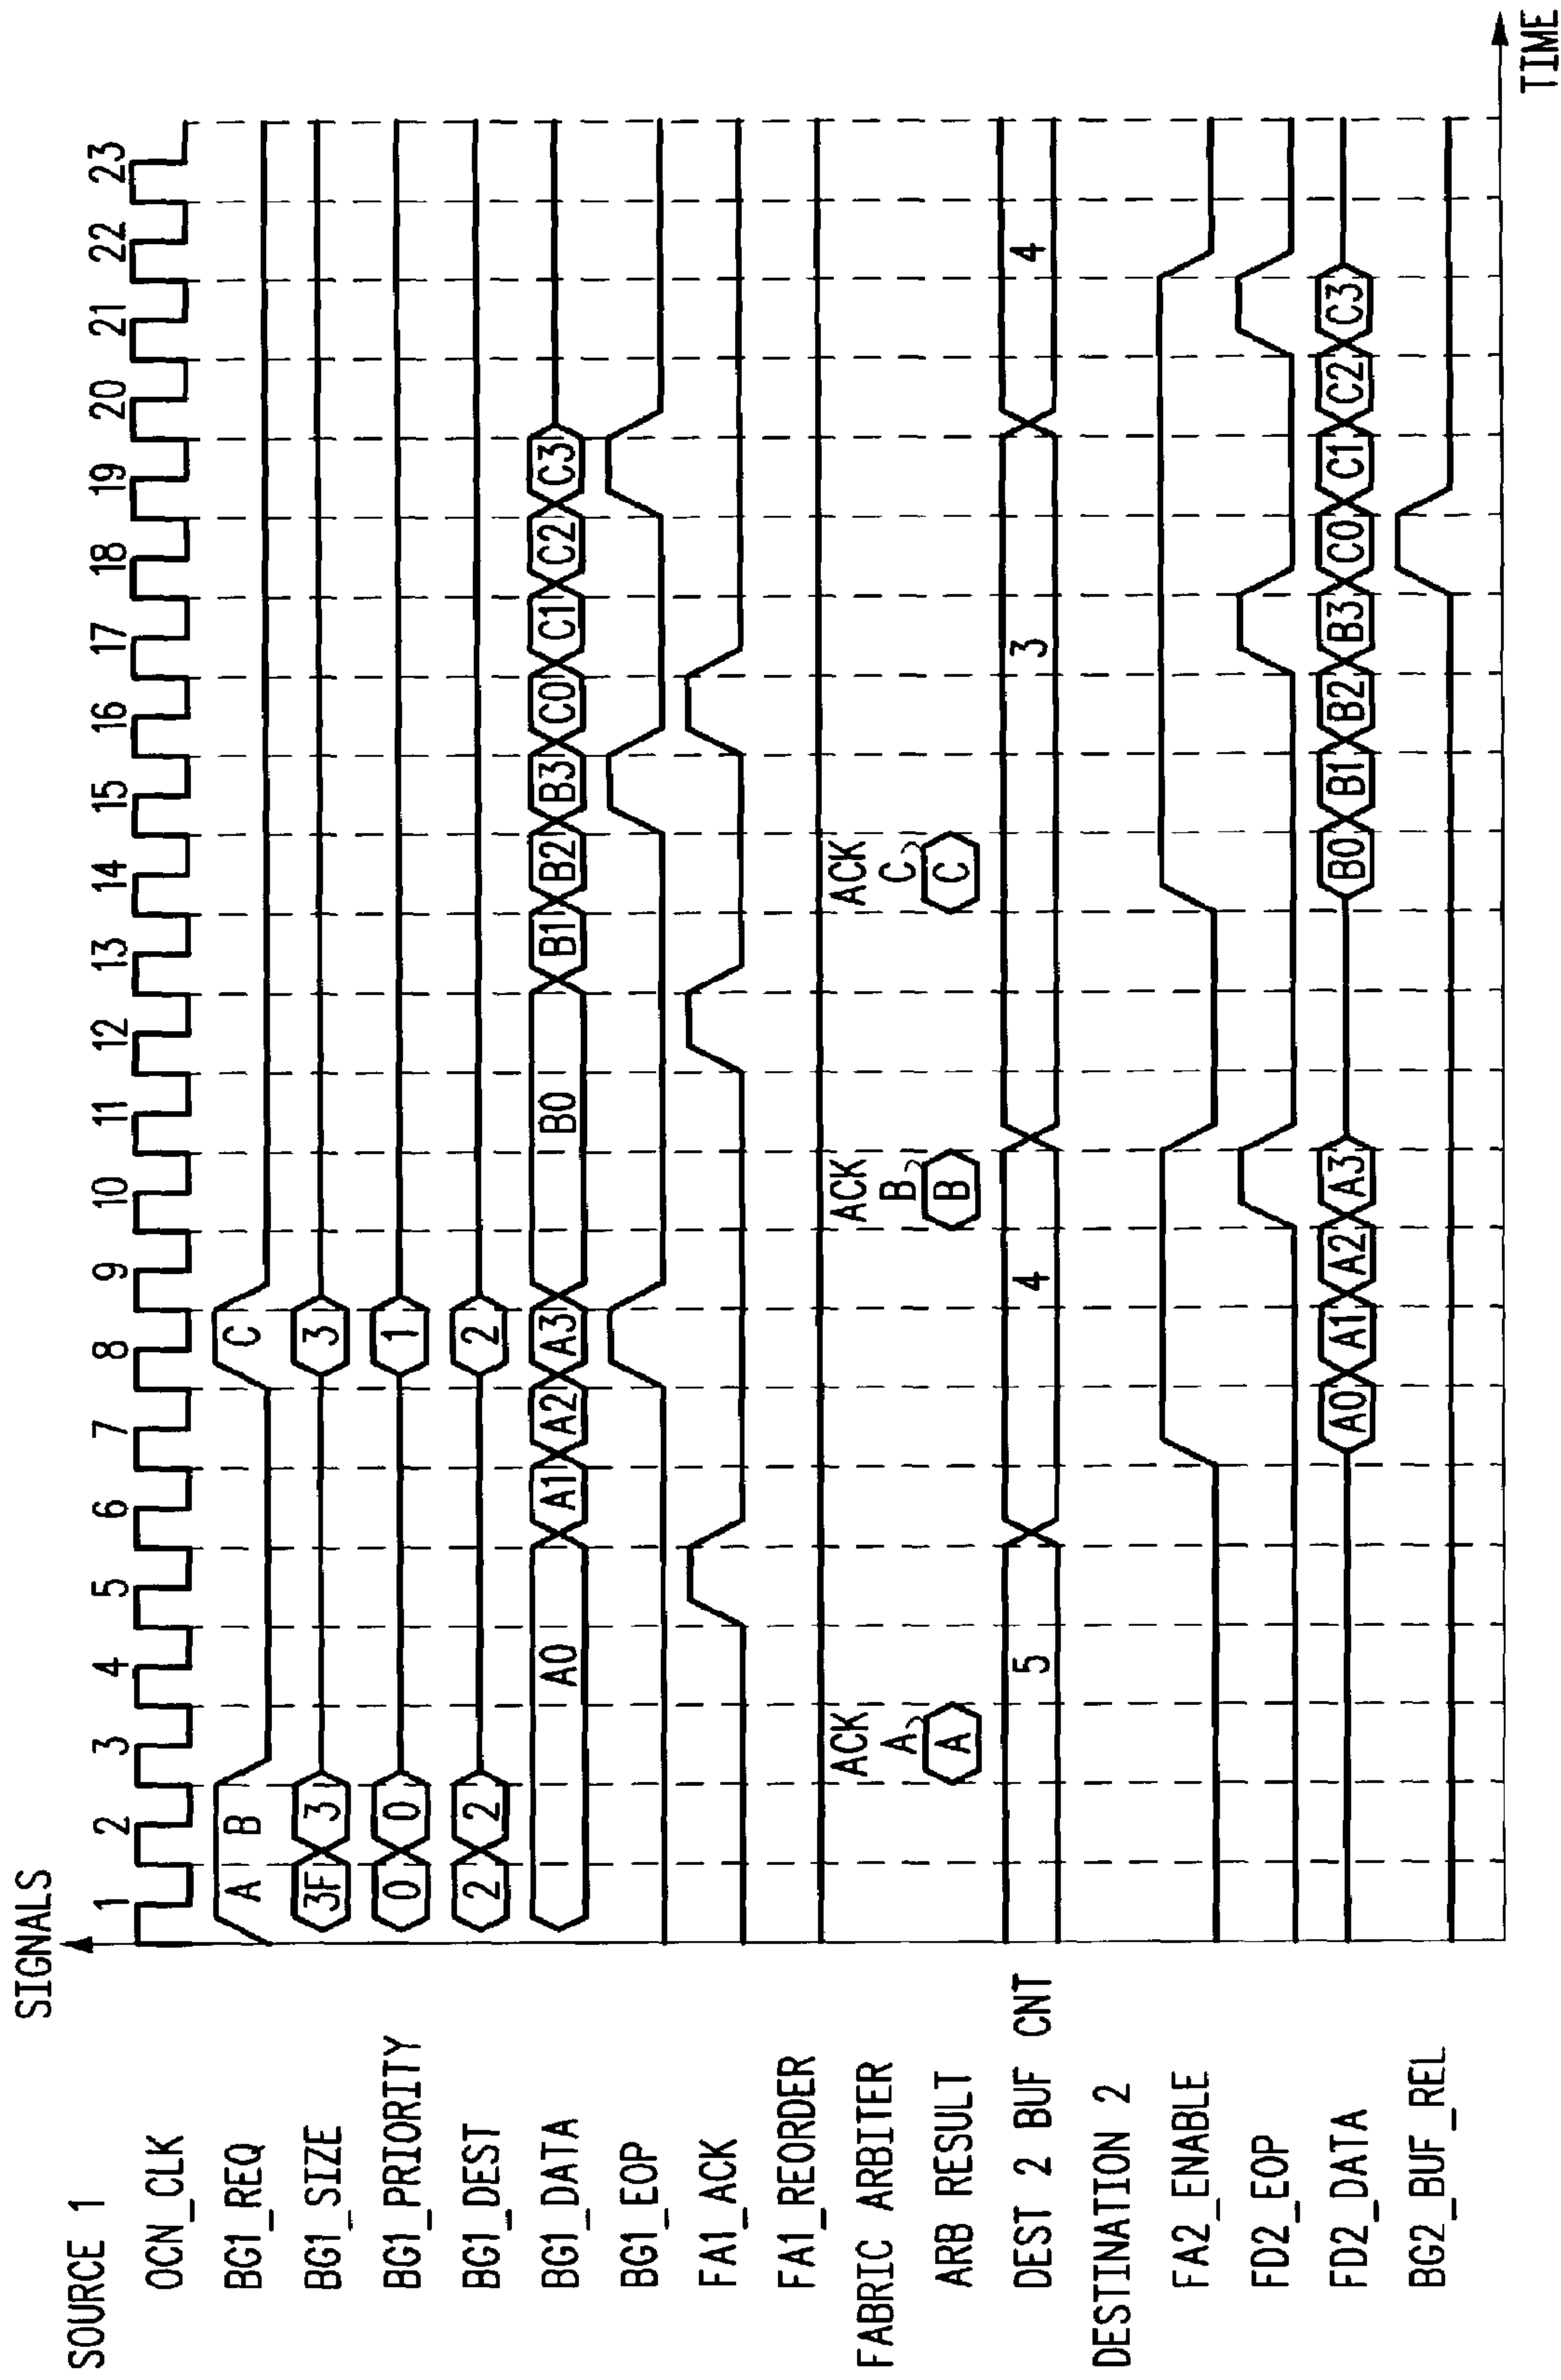 SIGNALS
SOURCE 1
OCN_CLK 1 2 3 4 5 6 7 8 9 10 11 12 13 14 15 16 17 18 19 20 21 22 23
BG1_REQ A B C
BG1_SIZE 3F 3 3
BG1_PRIORITY 0 0 1
BG1_DEST 2 2 2
BG1_DATA A0 A1 A2 A3 B0 B1 B2 B3 C0 C1 C2 C3
BG1_EOP
FA1_ACK
FA1_REORDER
FABRIC ARBITER ACK ACK ACK
A B C
ARB RESULT A B C
DEST 2 BUF CNT 5 4 3 4
DESTINATION 2
FA2_ENABLE
FD2_EOP
FD2_DATA A0 A1 A2 A3 B0 B1 B2 B3 C0 C1 C2 C3
BG2_BUF_REL
TIME